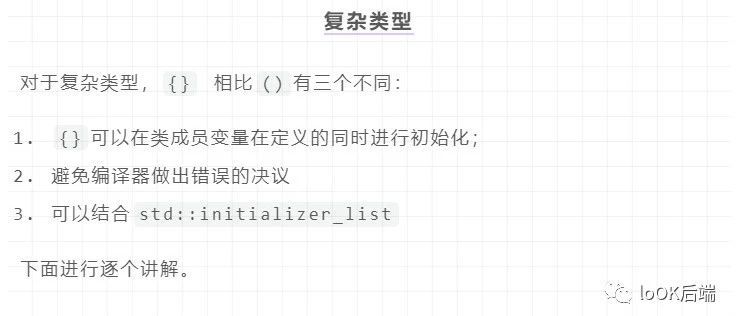 复杂类型
对于复杂类型，{} 相比()有三个不同：
1. {}可以在类成员变量在定义的同时进行初始化；
2. 避免编译器做出错误的决议
3. 可以结合std::initializer_list
下面进行逐个讲解。
loOK后端